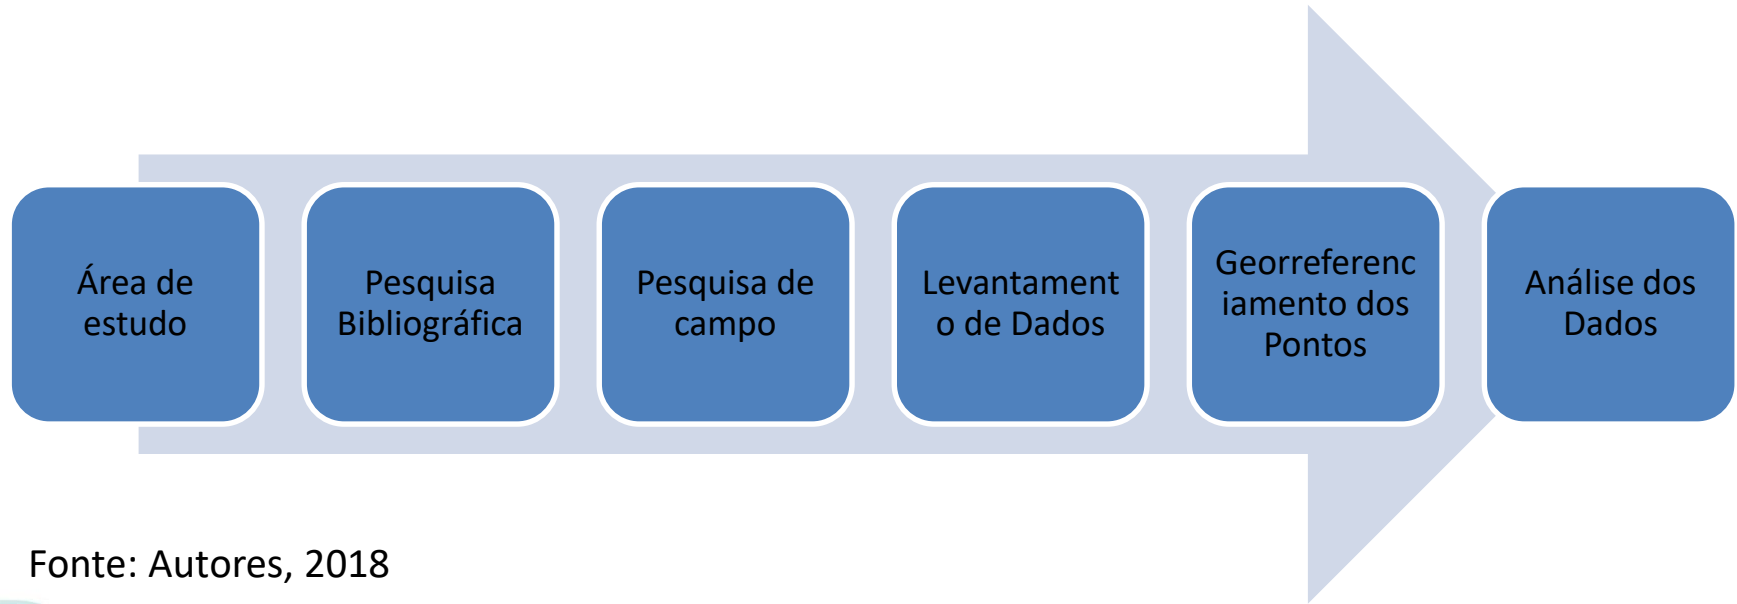 Área de
estudo
Pesquisa
Bibliográfica
Pesquisa de
campo
Levantament
o de Dados
Georreferenc
iamento dos
Pontos
Análise dos
Dados
Fonte: Autores, 2018